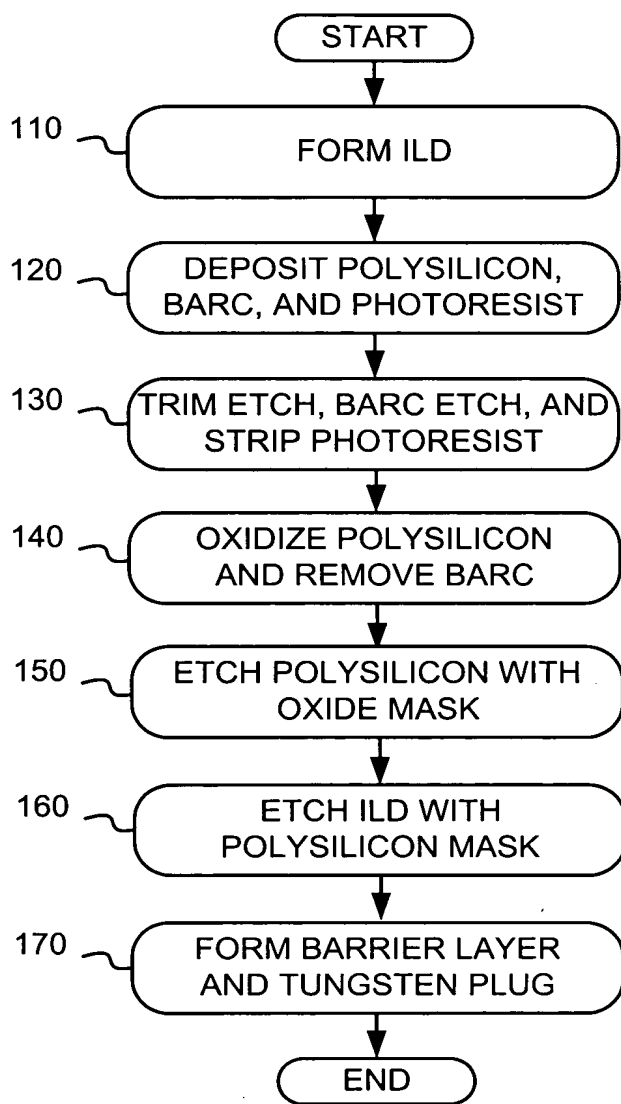 START
110
FORM ILD
120
DEPOSIT POLYSILICON,
BARC, AND PHOTORESIST
130
TRIM ETCH, BARC ETCH, AND
STRIP PHOTORESIST
140
OXIDIZE POLYSILICON
AND REMOVE BARC
150
ETCH POLYSILICON WITH
OXIDE MASK
160
ETCH ILD WITH
POLYSILICON MASK
170
FORM BARRIER LAYER
AND TUNGSTEN PLUG
END